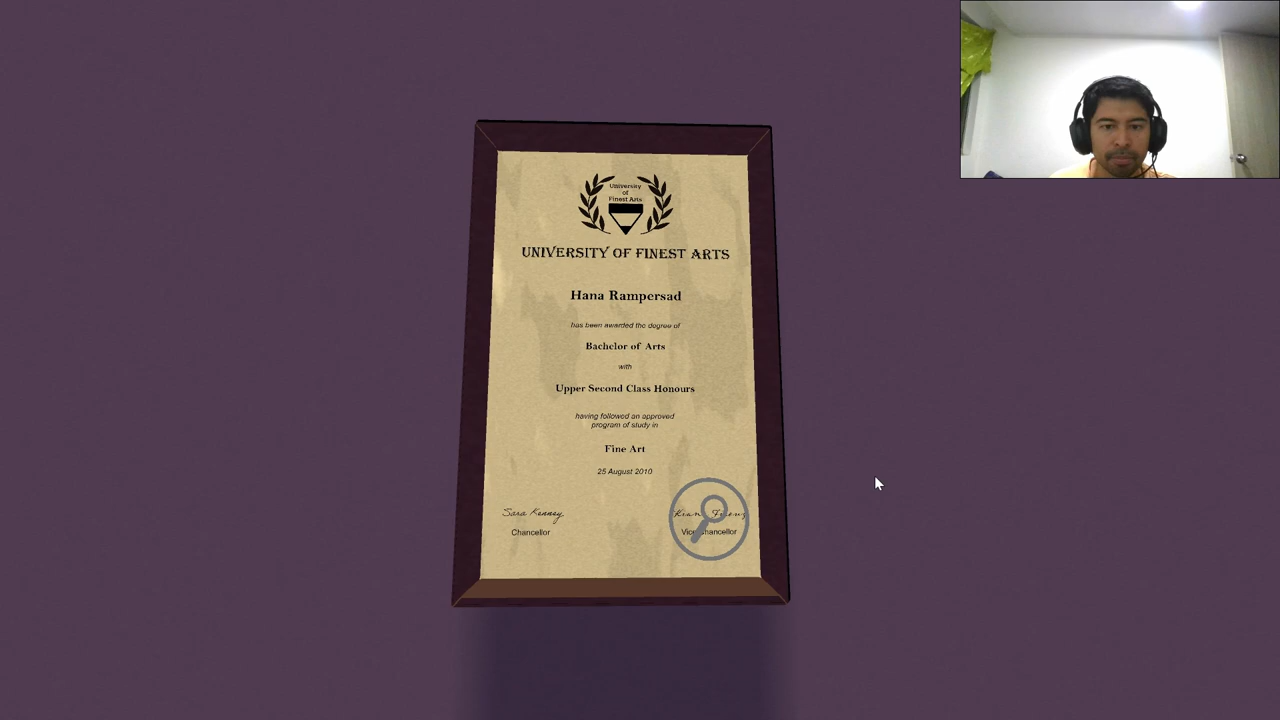 University
of
Finest Arts
UNIVERSITY OF FINEST ARTS
Hana Rampersad
has been awarded the degree of
Bachelor of Arts
with
Upper Second Class Honours
having followed an approved
program of study in
Fine Art
25 August 2010
Sara Kenney
Chancellor
Vice Chancellor